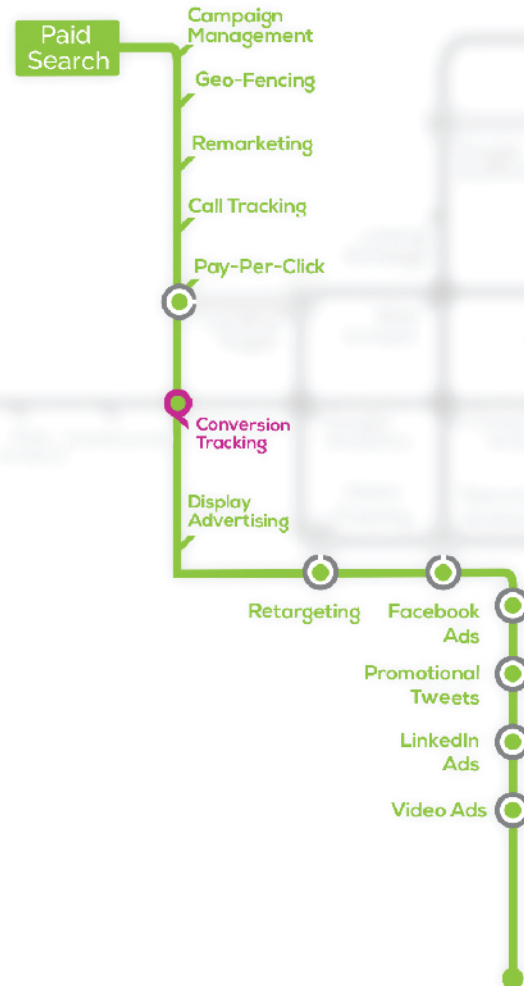 Paid
Search
Campaign
Management
Geo-Fencing
Remarketing
Call Tracking
Pay-Per-Click
Conversion
Tracking
Display
Advertising
Retargeting
Facebook
Ads
Promotional
Tweets
LinkedIn
Ads
Video Ads